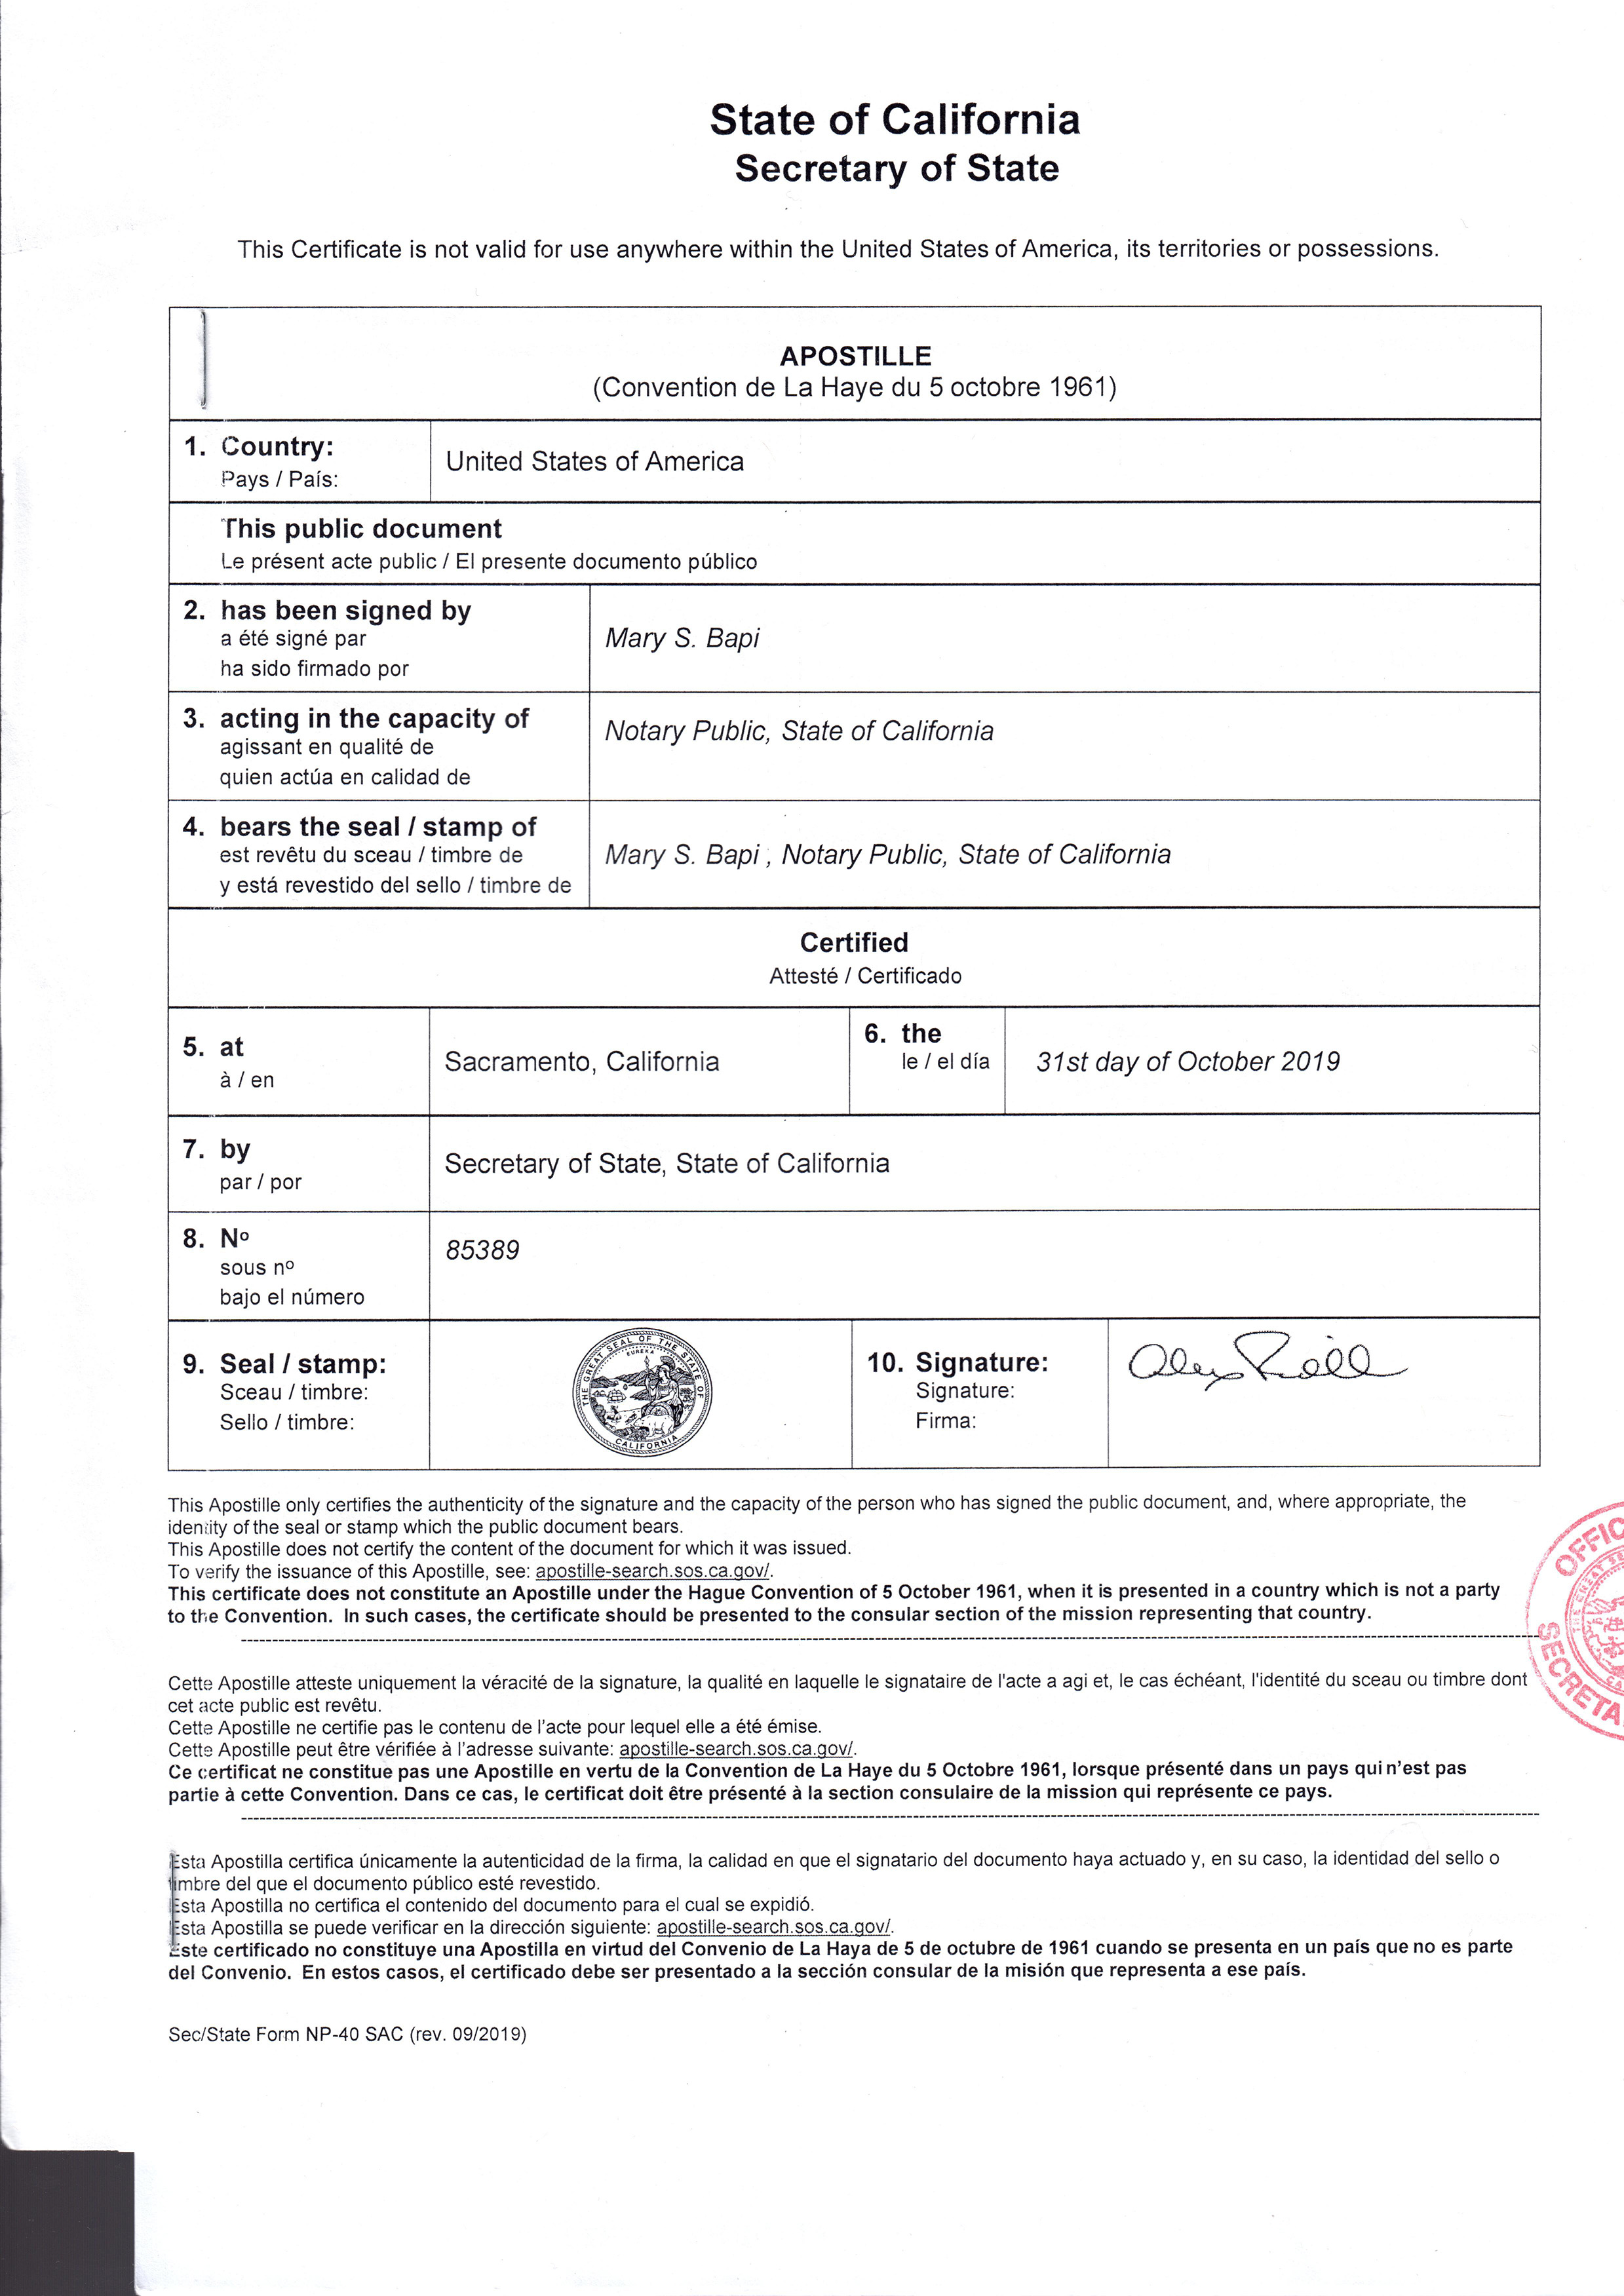 State of California
Secretary of State
This Certificate is not valid for use anywhere within the United States of America, its territories or possessions.
APOSTILLE
(Convention de La Haye du 5 octobre 1961)
1. Country:
Pays / País:
United States of America
This public document
Le présent acte public / El presente documento público
2. has been signed by
a été signé par
ha sido firmado por
Mary S. Bapi
3. acting in the capacity of
agissant en qualité de
quien actúa en calidad de
Notary Public, State of California
4. bears the seal / stamp of
est revêtu du sceau / timbre de
y está revestido del sello / timbre de
Mary S. Bapi , Notary Public, State of California
Certified
Attesté / Certificado
5. at
à / en
Sacramento, California
6. the
le / el día
31st day of October 2019
7. by
par / por
Secretary of State, State of California
8. Nº
sous nº
bajo el número
85389
9. Seal / stamp:
Sceau / timbre:
Sello / timbre:
THE GREAT SEAL OF THE STATE OF CALIFORNIA
EUREKA
10. Signature:
Signature:
Firma:
This Apostille only certifies the authenticity of the signature and the capacity of the person who has signed the public document, and, where appropriate, the
identity of the seal or stamp which the public document bears.
This Apostille does not certify the content of the document for which it was issued.
To verify the issuance of this Apostille, see: apostille-search.sos.ca.gov/.
This certificate does not constitute an Apostille under the Hague Convention of 5 October 1961, when it is presented in a country which is not a party
to the Convention. In such cases, the certificate should be presented to the consular section of the mission representing that country.
OFFIC
SECRETA
Cette Apostille atteste uniquement la véracité de la signature, la qualité en laquelle le signataire de l'acte a agi et, le cas échéant, l'identité du sceau ou timbre dont
cet acte public est revêtu.
Cette Apostille ne certifie pas le contenu de l'acte pour lequel elle a été émise.
Cette Apostille peut être vérifiée à l'adresse suivante: apostille-search.sos.ca.gov/.
Ce certificat ne constitue pas une Apostille en vertu de la Convention de La Haye du 5 Octobre 1961, lorsque présenté dans un pays qui n'est pas
partie à cette Convention. Dans ce cas, le certificat doit être présenté à la section consulaire de la mission qui représente ce pays.
Esta Apostilla certifica únicamente la autenticidad de la firma, la calidad en que el signatario del documento haya actuado y, en su caso, la identidad del sello o
timbre del que el documento público esté revestido.
Esta Apostilla no certifica el contenido del documento para el cual se expidió.
Esta Apostilla se puede verificar en la dirección siguiente: apostille-search.sos.ca.gov/.
Este certificado no constituye una Apostilla en virtud del Convenio de La Haya de 5 de octubre de 1961 cuando se presenta en un país que no es parte
del Convenio. En estos casos, el certificado debe ser presentado a la sección consular de la misión que representa a ese país.
Sec/State Form NP-40 SAC (rev. 09/2019)